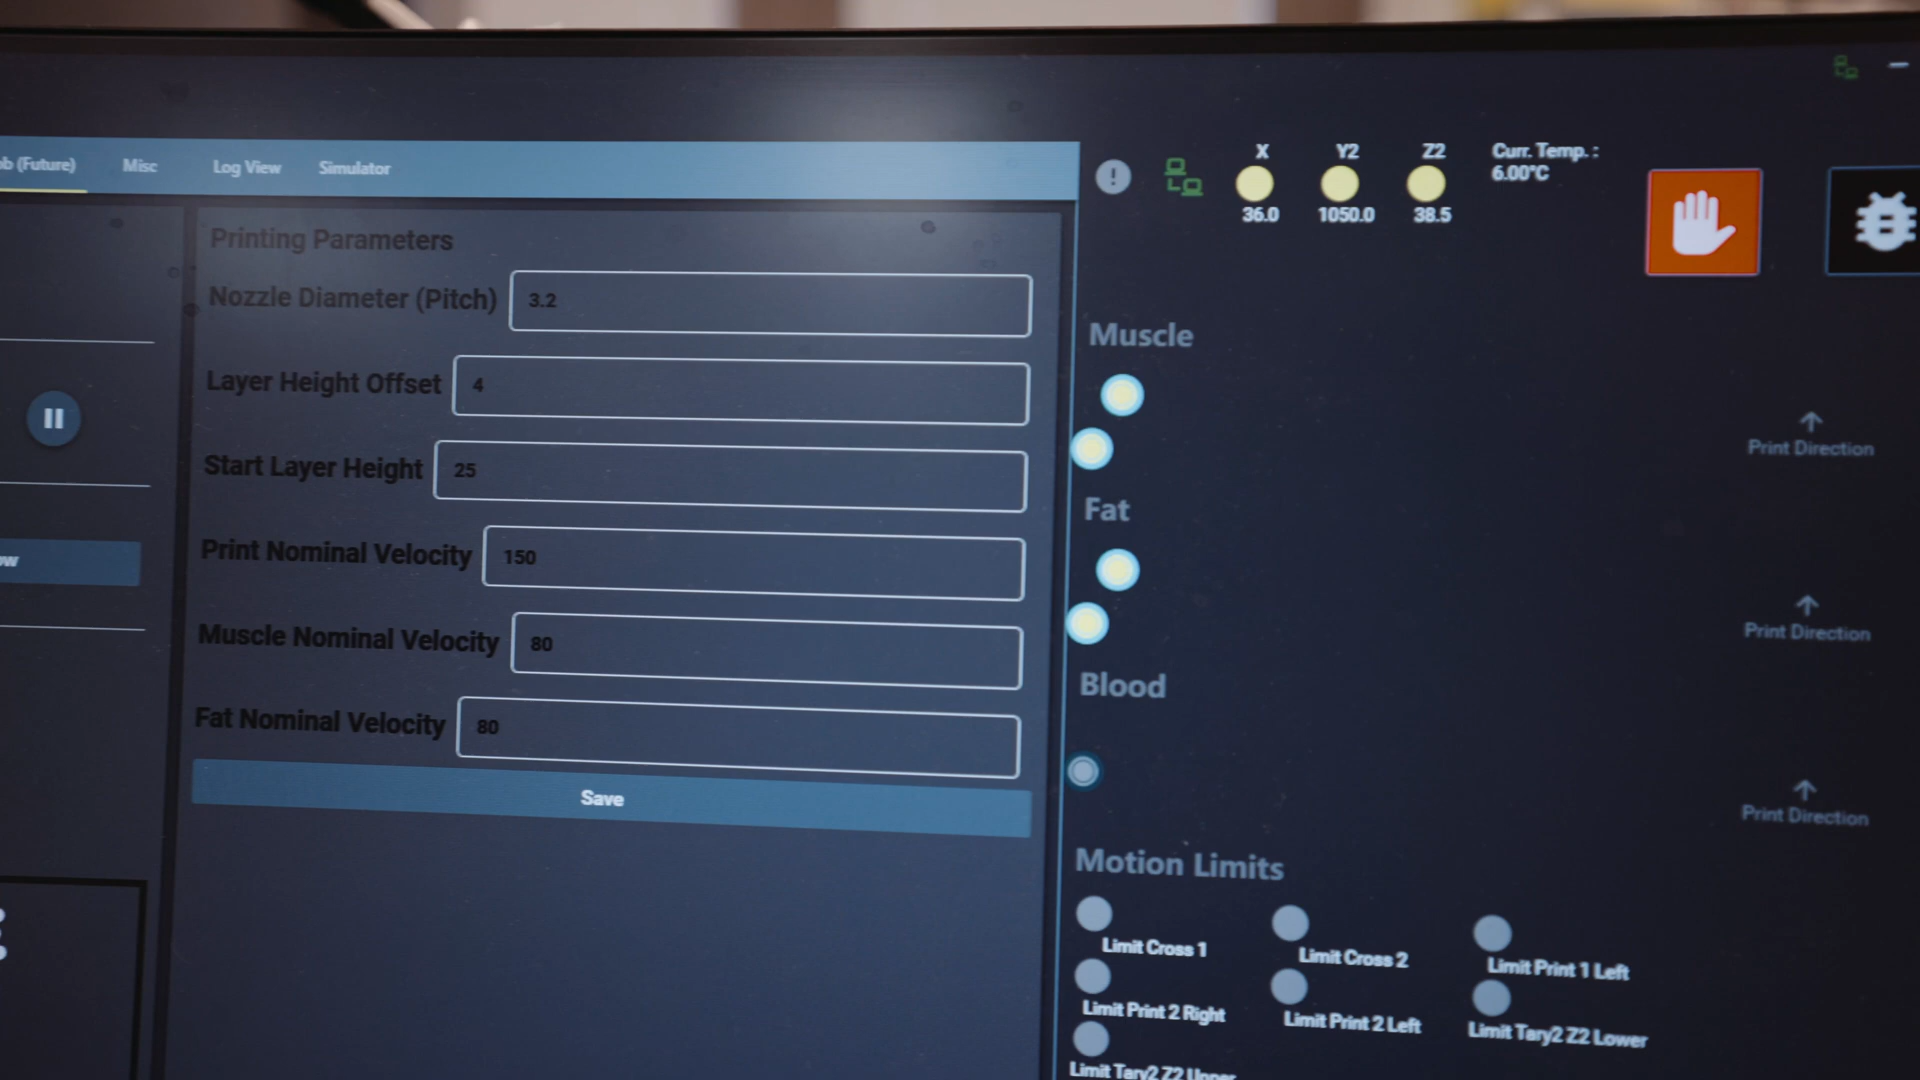 (Future) Misc Log View Simulator
Printing Parameters
Nozzle Diameter (Pitch) 3.2
Layer Height Offset 4
Start Layer Height 25
Print Nominal Velocity 150
Muscle Nominal Velocity 80
Fat Nominal Velocity 80
Save
X Y2 Z2
36.0 1050.0 38.5
Curr. Temp. :
6.00°C
Muscle
Print Direction
Fat
Print Direction
Blood
Print Direction
Motion Limits
Limit Cross 1 Limit Cross 2 Limit Print 1 Left
Limit Print 2 Right Limit Print 2 Left Limit Tary2 Z2 Lower
Limit Tary2 Z2 Upper